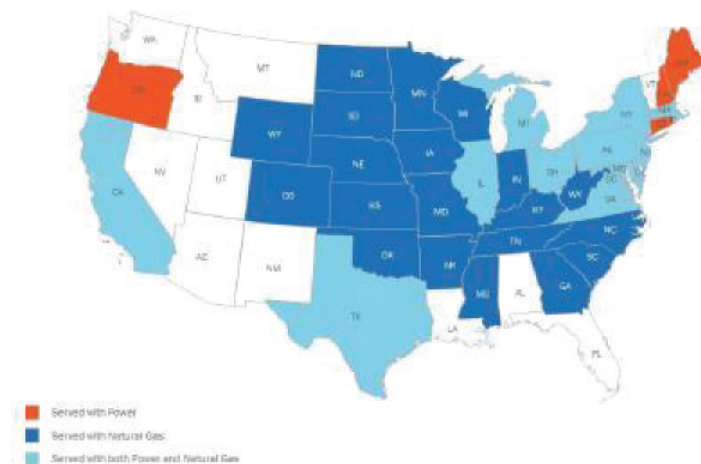 WA
MT
ND
MN
ID
SD
WI
MI
NY
VT
WY
IA
NE
PA
NV
UT
CO
IL
IN
OH
WV
VA
CA
KS
MO
KY
NC
TN
AZ
NM
OK
AR
SC
MS
AL
GA
TX
LA
FL
Served with Power
Served with Natural Gas
Served with both Power and Natural Gas